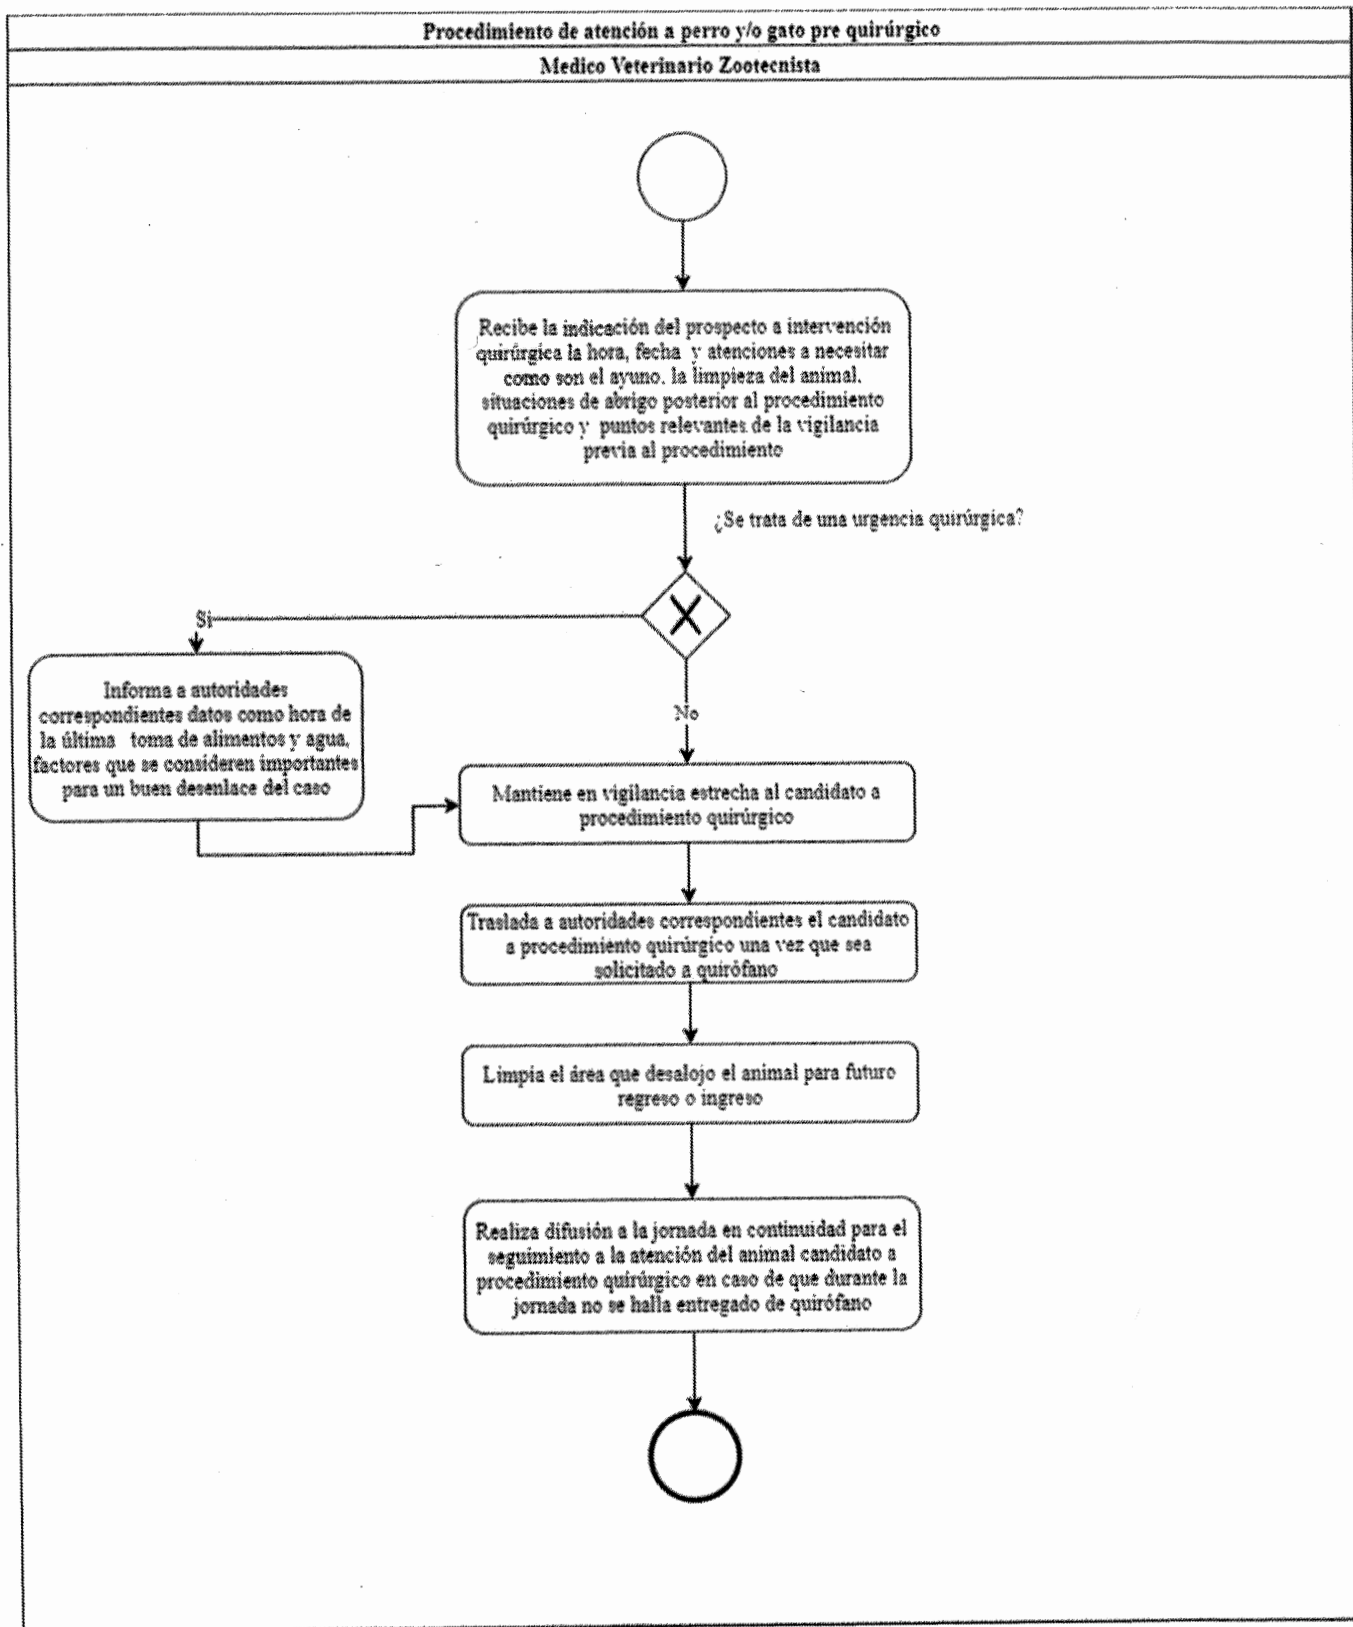 Procedimiento de atención a perro y/o gato pre quirúrgico
Medico Veterinario Zootecnista
Recibe la indicación del prospecto a intervención
quirúrgica la hora, fecha y atenciones a necesitar
como son el ayuno, la limpieza del animal,
situaciones de abrigo posterior al procedimiento
quirúrgico y puntos relevantes de la vigilancia
previa al procedimiento
¿Se trata de una urgencia quirúrgica?
Si
Informa a autoridades
correspondientes datos como hora de
la última toma de alimentos y agua,
factores que se consideren importantes
para un buen desenlace del caso
No
Mantiene en vigilancia estrecha al candidato a
procedimiento quirúrgico
Traslada a autoridades correspondientes el candidato
a procedimiento quirúrgico una vez que sea
solicitado a quirófano
Limpia el área que desalojo el animal para futuro
regreso o ingreso
Realiza difusión a la jornada en continuidad para el
seguimiento a la atención del animal candidato a
procedimiento quirúrgico en caso de que durante la
jornada no se halla entregado de quirófano